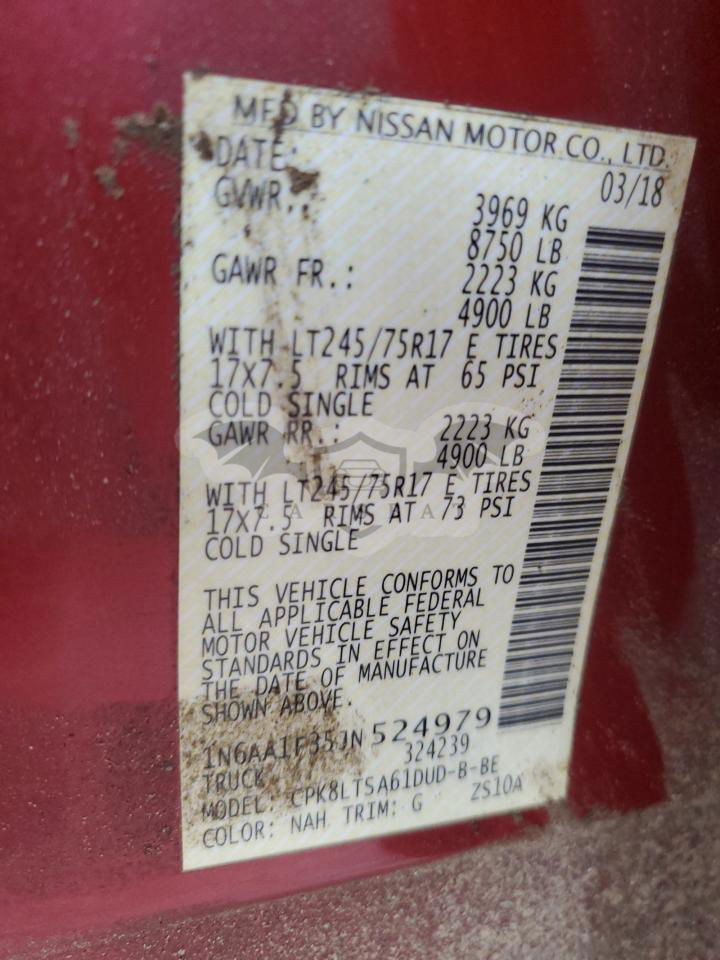 MFD BY NISSAN MOTOR CO., LTD.
DATE: 03/18
GVWR.: 3969 KG
8750 LB
GAWR FR.: 2223 KG
4900 LB
WITH LT245/75R17 E TIRES
17X7.5 RIMS AT 65 PSI
COLD SINGLE
GAWR RR.: 2223 KG
4900 LB
WITH LT245/75R17 E TIRES
17X7.5 RIMS AT 73 PSI
COLD SINGLE
THIS VEHICLE CONFORMS TO
ALL APPLICABLE FEDERAL
MOTOR VEHICLE SAFETY
STANDARDS IN EFFECT ON
THE DATE OF MANUFACTURE
SHOWN ABOVE.
1N6AA1F35JN524979
TRUCK 324239
MODEL: CPK8LTSA61DUD-B-BE
COLOR: NAH TRIM: G ZS10A